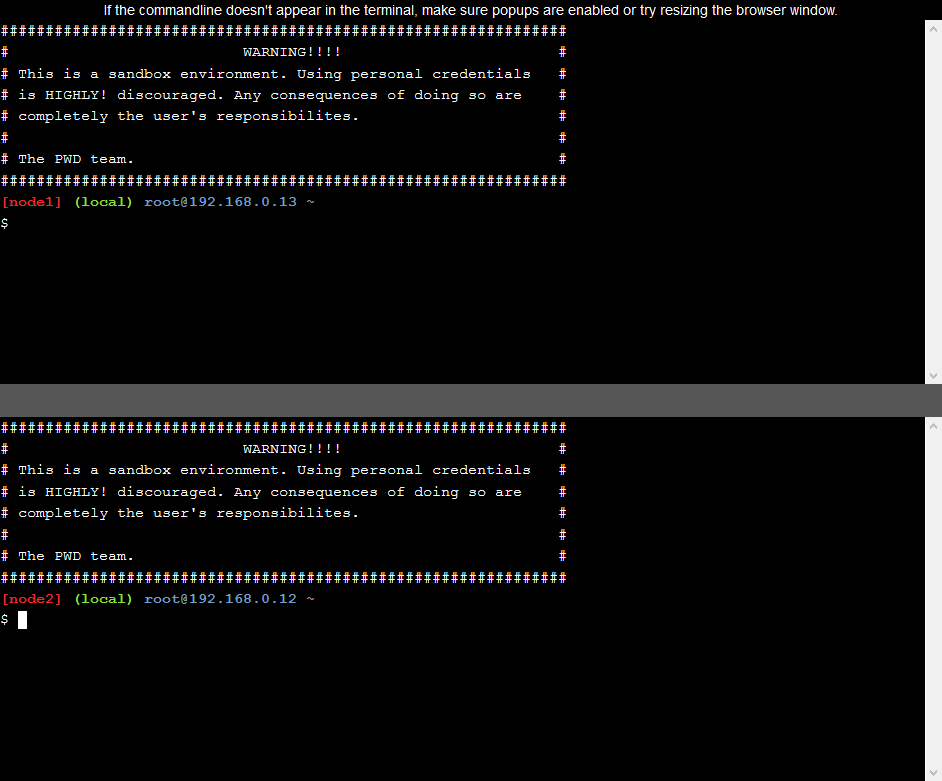 If the commandline doesn't appear in the terminal, make sure popups are enabled or try resizing the browser window.
###############################################################
#                          WARNING!!!!                        #
# This is a sandbox environment. Using personal credentials   #
# is HIGHLY! discouraged. Any consequences of doing so are    #
# completely the user's responsibilites.                      #
#                                                             #
# The PWD team.                                               #
###############################################################
[node1] (local) root@192.168.0.13 ~
$
###############################################################
#                          WARNING!!!!                        #
# This is a sandbox environment. Using personal credentials   #
# is HIGHLY! discouraged. Any consequences of doing so are    #
# completely the user's responsibilites.                      #
#                                                             #
# The PWD team.                                               #
###############################################################
[node2] (local) root@192.168.0.12 ~
$